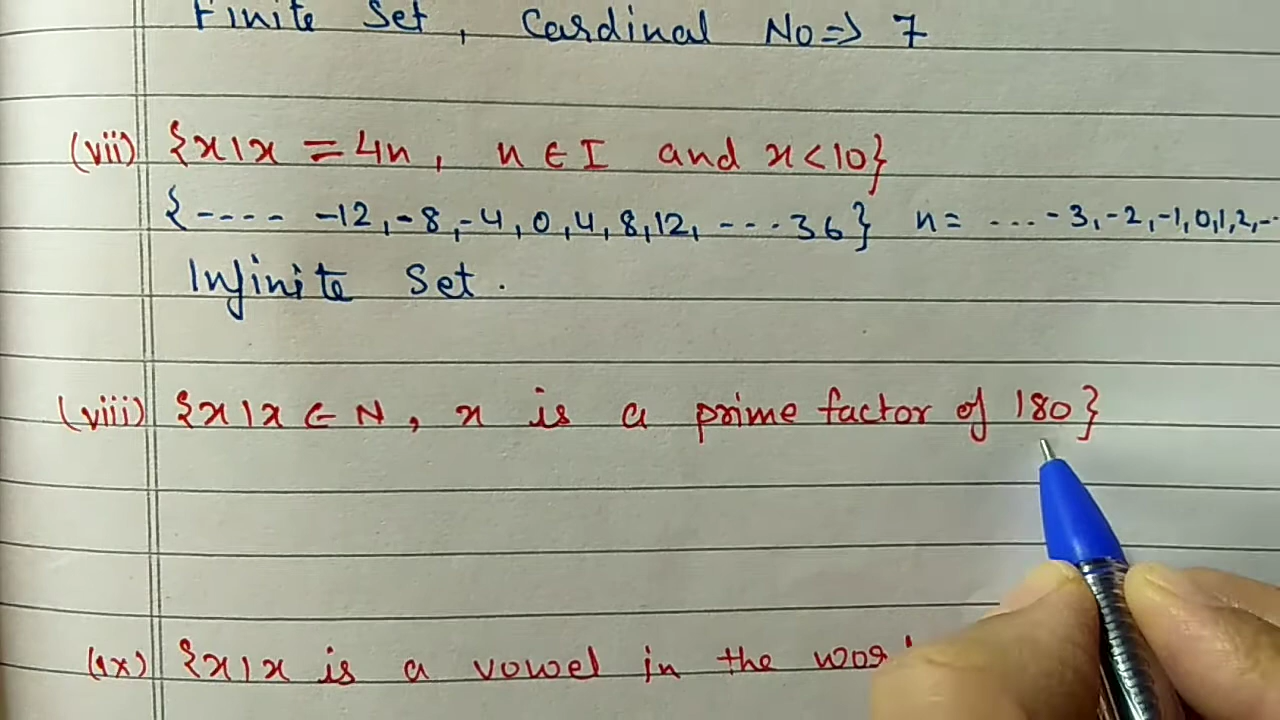 Finite Set, Cardinal No => 7
(vii) {x|x = 4n, n ∈ I and x < 10}
{---- -12, -8, -4, 0, 4, 8, 12, --- 36} n = ... -3, -2, -1, 0, 1, 2, --
Infinite Set.
(viii) {x|x ∈ N, x is a prime factor of 180}
(ix) {x|x is a vowel in the